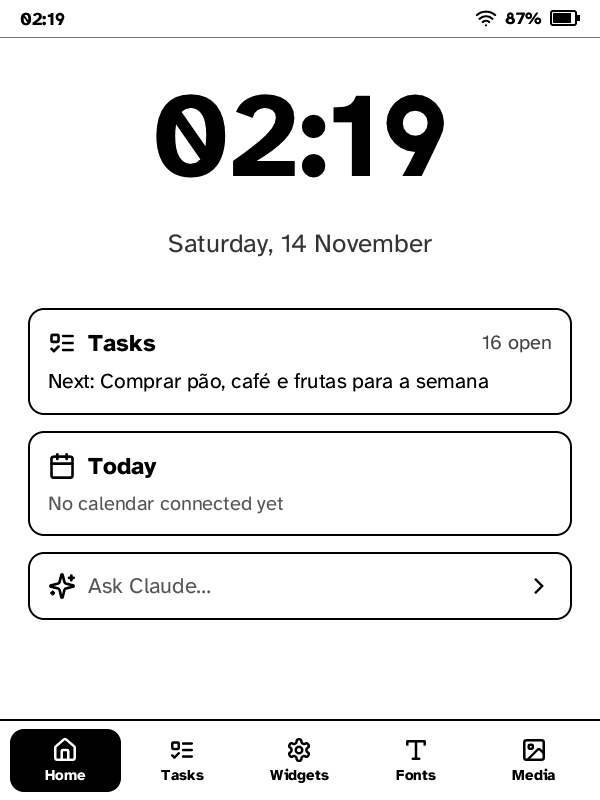 02:19
87%
02:19
Saturday, 14 November
Tasks
16 open
Next: Comprar pão, café e frutas para a semana
Today
No calendar connected yet
Ask Claude...
Home
Tasks
Widgets
Fonts
Media